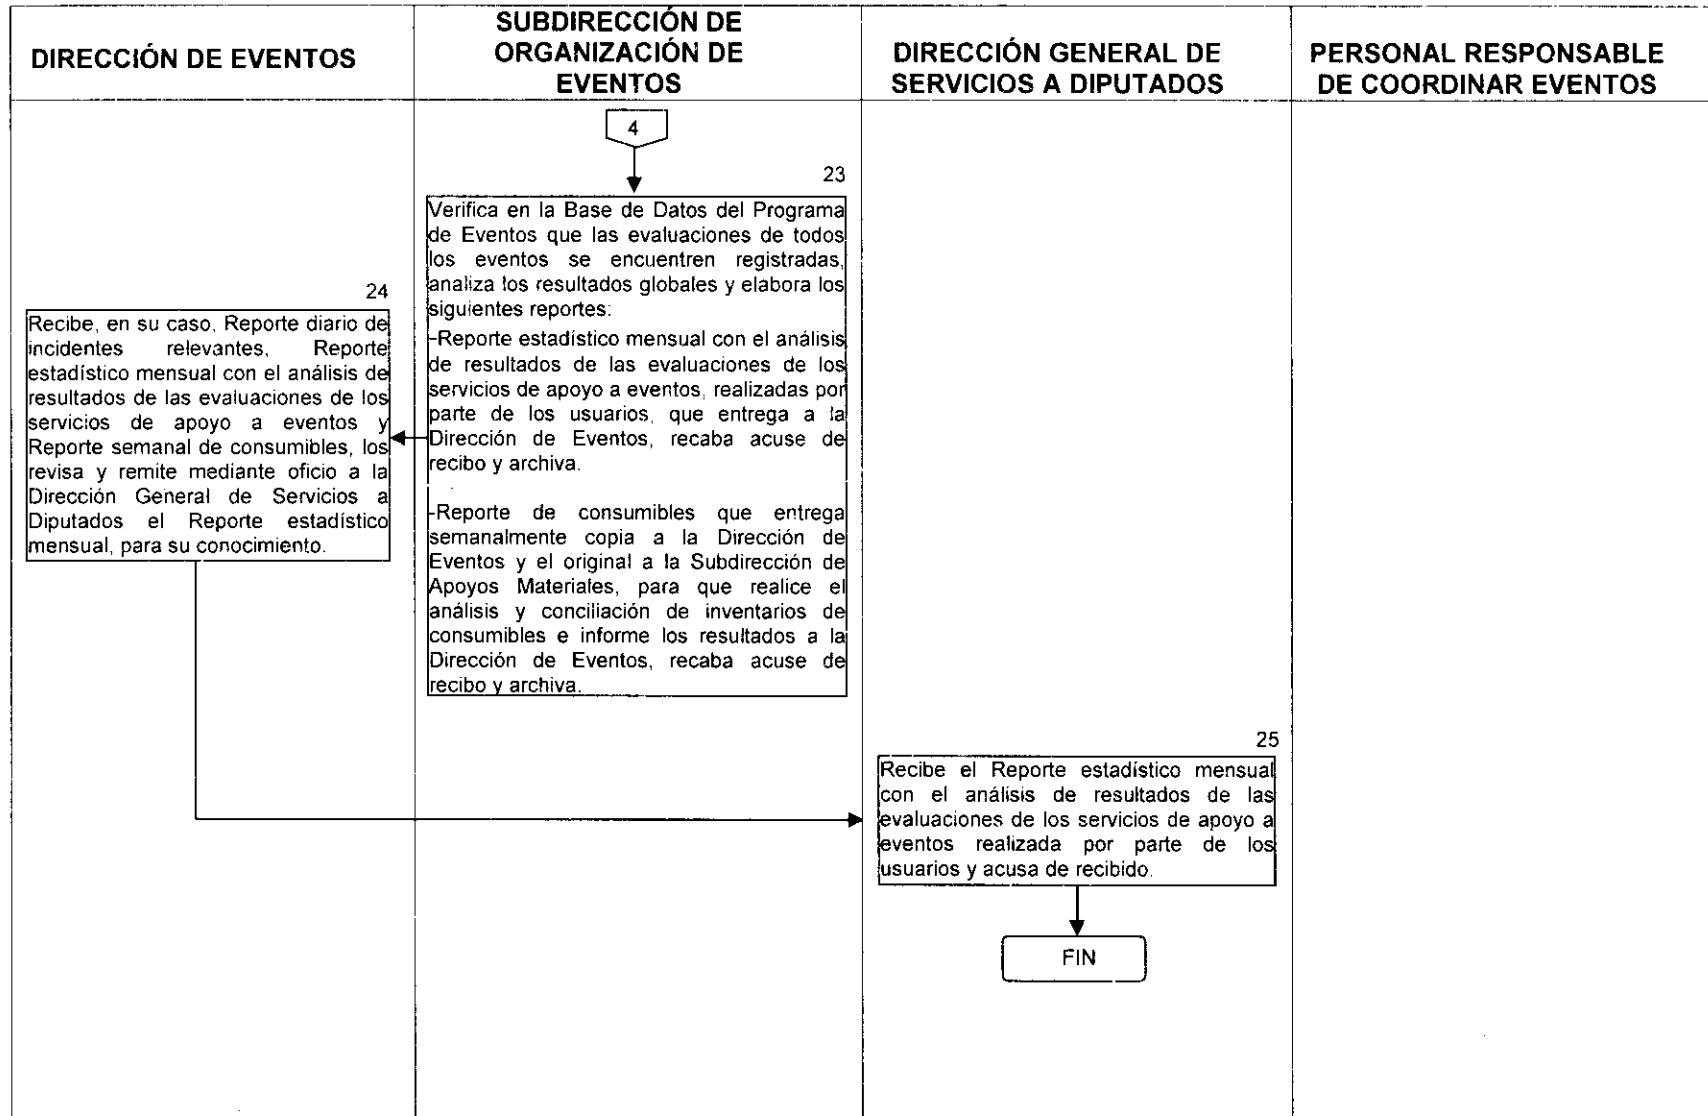 DIRECCIÓN DE EVENTOS
SUBDIRECCIÓN DE
ORGANIZACIÓN DE
EVENTOS
DIRECCIÓN GENERAL DE
SERVICIOS A DIPUTADOS
PERSONAL RESPONSABLE
DE COORDINAR EVENTOS
4
23
Verifica en la Base de Datos del Programa
de Eventos que las evaluaciones de todos
los eventos se encuentren registradas,
analiza los resultados globales y elabora los
siguientes reportes:
-Reporte estadístico mensual con el análisis
de resultados de las evaluaciones de los
servicios de apoyo a eventos, realizadas por
parte de los usuarios, que entrega a la
Dirección de Eventos, recaba acuse de
recibo y archiva.
-Reporte de consumibles que entrega
semanalmente copia a la Dirección de
Eventos y el original a la Subdirección de
Apoyos Materiales, para que realice el
análisis y conciliación de inventarios de
consumibles e informe los resultados a la
Dirección de Eventos, recaba acuse de
recibo y archiva.
24
Recibe, en su caso, Reporte diario de
incidentes relevantes, Reporte
estadístico mensual con el análisis de
resultados de las evaluaciones de los
servicios de apoyo a eventos y
Reporte semanal de consumibles, los
revisa y remite mediante oficio a la
Dirección General de Servicios a
Diputados el Reporte estadístico
mensual, para su conocimiento.
25
Recibe el Reporte estadístico mensual
con el análisis de resultados de las
evaluaciones de los servicios de apoyo a
eventos realizada por parte de los
usuarios y acusa de recibido.
FIN